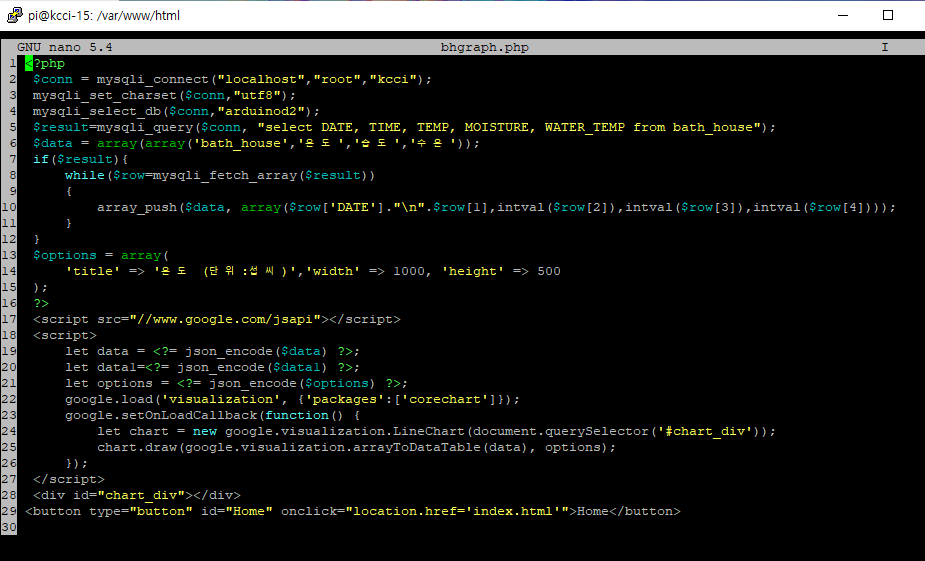 pi@kcci-15: /var/www/html
GNU nano 5.4 bhgraph.php I
1 <?php
2 $conn = mysqli_connect("localhost","root","kcci");
3 mysqli_set_charset($conn,"utf8");
4 mysqli_select_db($conn,"arduinod2");
5 $result=mysqli_query($conn, "select DATE, TIME, TEMP, MOISTURE, WATER_TEMP from bath_house");
6 $data = array(array('bath_house','온도','습도','수온'));
7 if($result){
8 while($row=mysqli_fetch_array($result))
9 {
10 array_push($data, array($row['DATE']."\n".$row[1],intval($row[2]),intval($row[3]),intval($row[4])));
11 }
12 }
13 $options = array(
14 'title' => '온도 (단위:섭씨)','width' => 1000, 'height' => 500
15 );
16 ?>
17 <script src="//www.google.com/jsapi"></script>
18 <script>
19 let data = <?= json_encode($data) ?>;
20 let data1=<?= json_encode($data1) ?>;
21 let options = <?= json_encode($options) ?>;
22 google.load('visualization', {'packages':['corechart']});
23 google.setOnLoadCallback(function() {
24 let chart = new google.visualization.LineChart(document.querySelector('#chart_div'));
25 chart.draw(google.visualization.arrayToDataTable(data), options);
26 });
27 </script>
28 <div id="chart_div"></div>
29 <button type="button" id="Home" onclick="location.href='index.html'">Home</button>
30